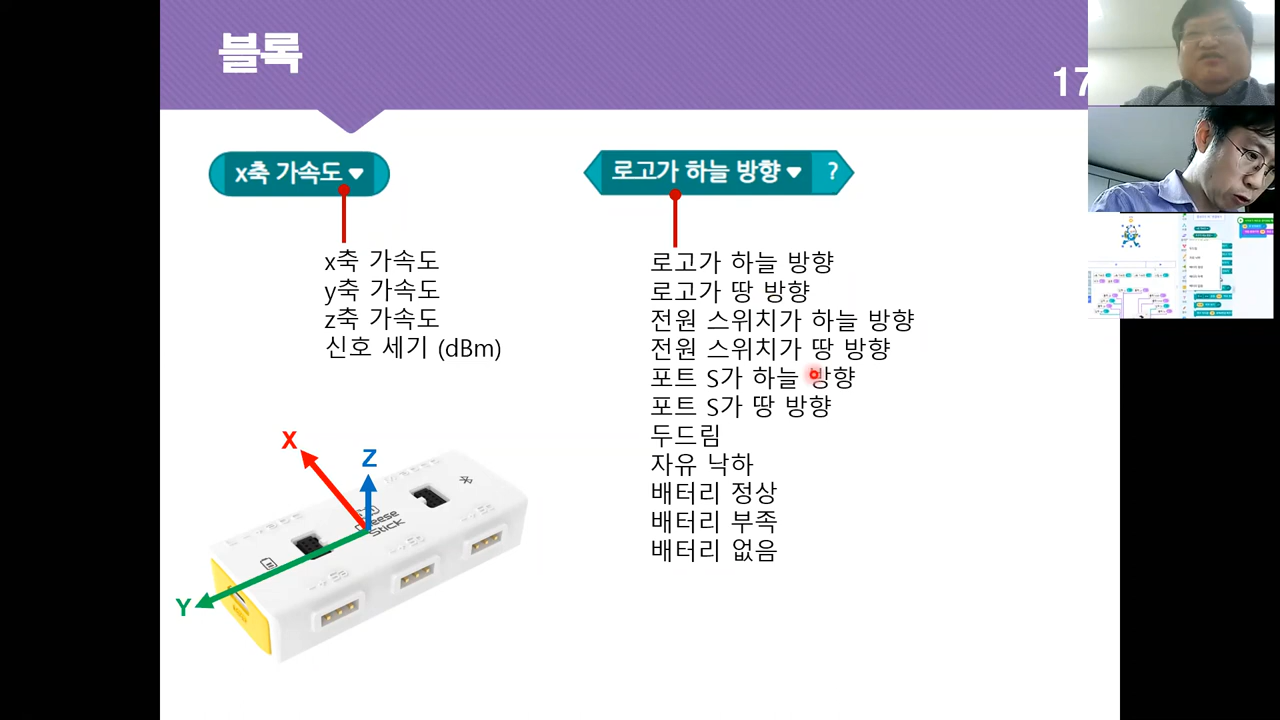 블록
17
x축 가속도
로고가 하늘 방향 ?
x축 가속도
y축 가속도
z축 가속도
신호 세기 (dBm)
로고가 하늘 방향
로고가 땅 방향
전원 스위치가 하늘 방향
전원 스위치가 땅 방향
포트 S가 하늘 방향
포트 S가 땅 방향
두드림
자유 낙하
배터리 정상
배터리 부족
배터리 없음
X
Z
Y
Stick